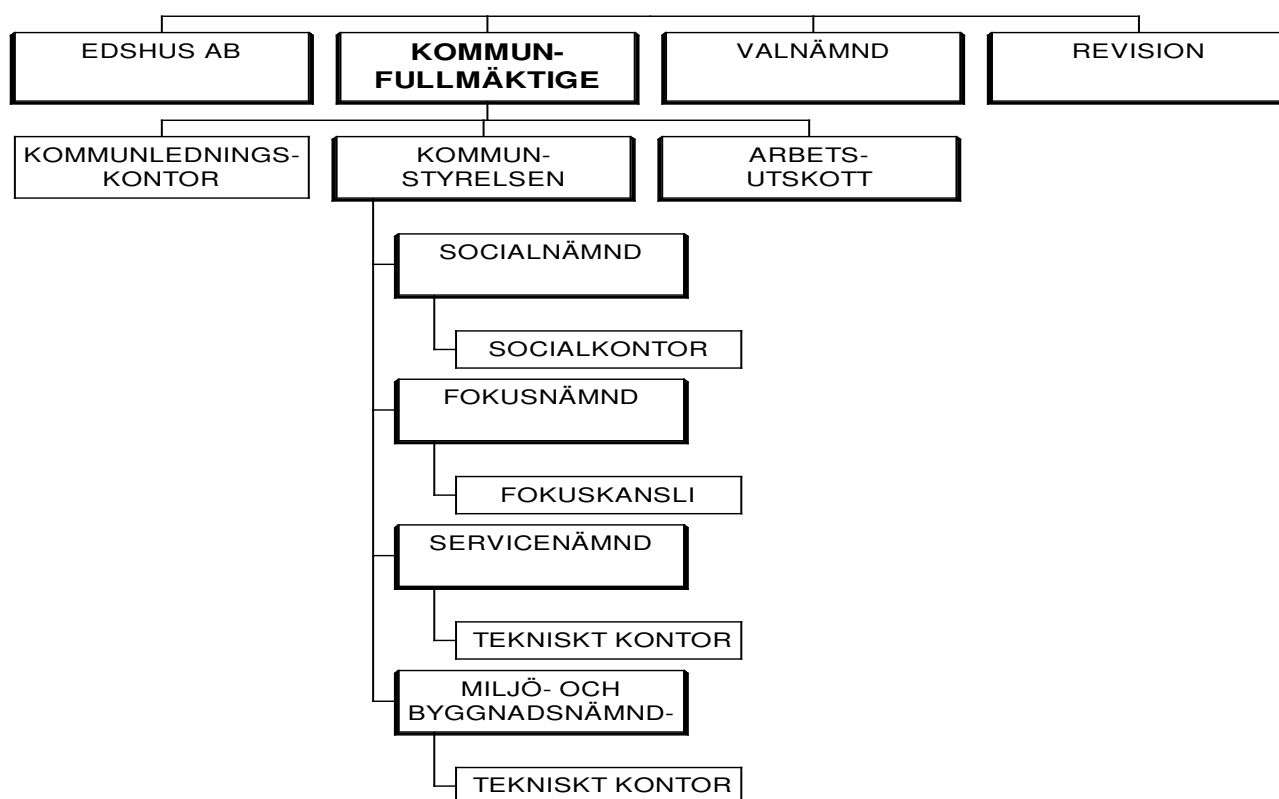 EDSHUS AB
KOMMUN-
FULLMÄKTIGE
VALNÄMND
REVISION
KOMMUNLEDNINGS-
KONTOR
KOMMUN-
STYRELSEN
ARBETS-
UTSKOTT
SOCIALNÄMND
SOCIALKONTOR
FOKUSNÄMND
FOKUSKANSLI
SERVICENÄMND
TEKNISKT KONTOR
MILJÖ- OCH
BYGGNADSNÄMND-
TEKNISKT KONTOR